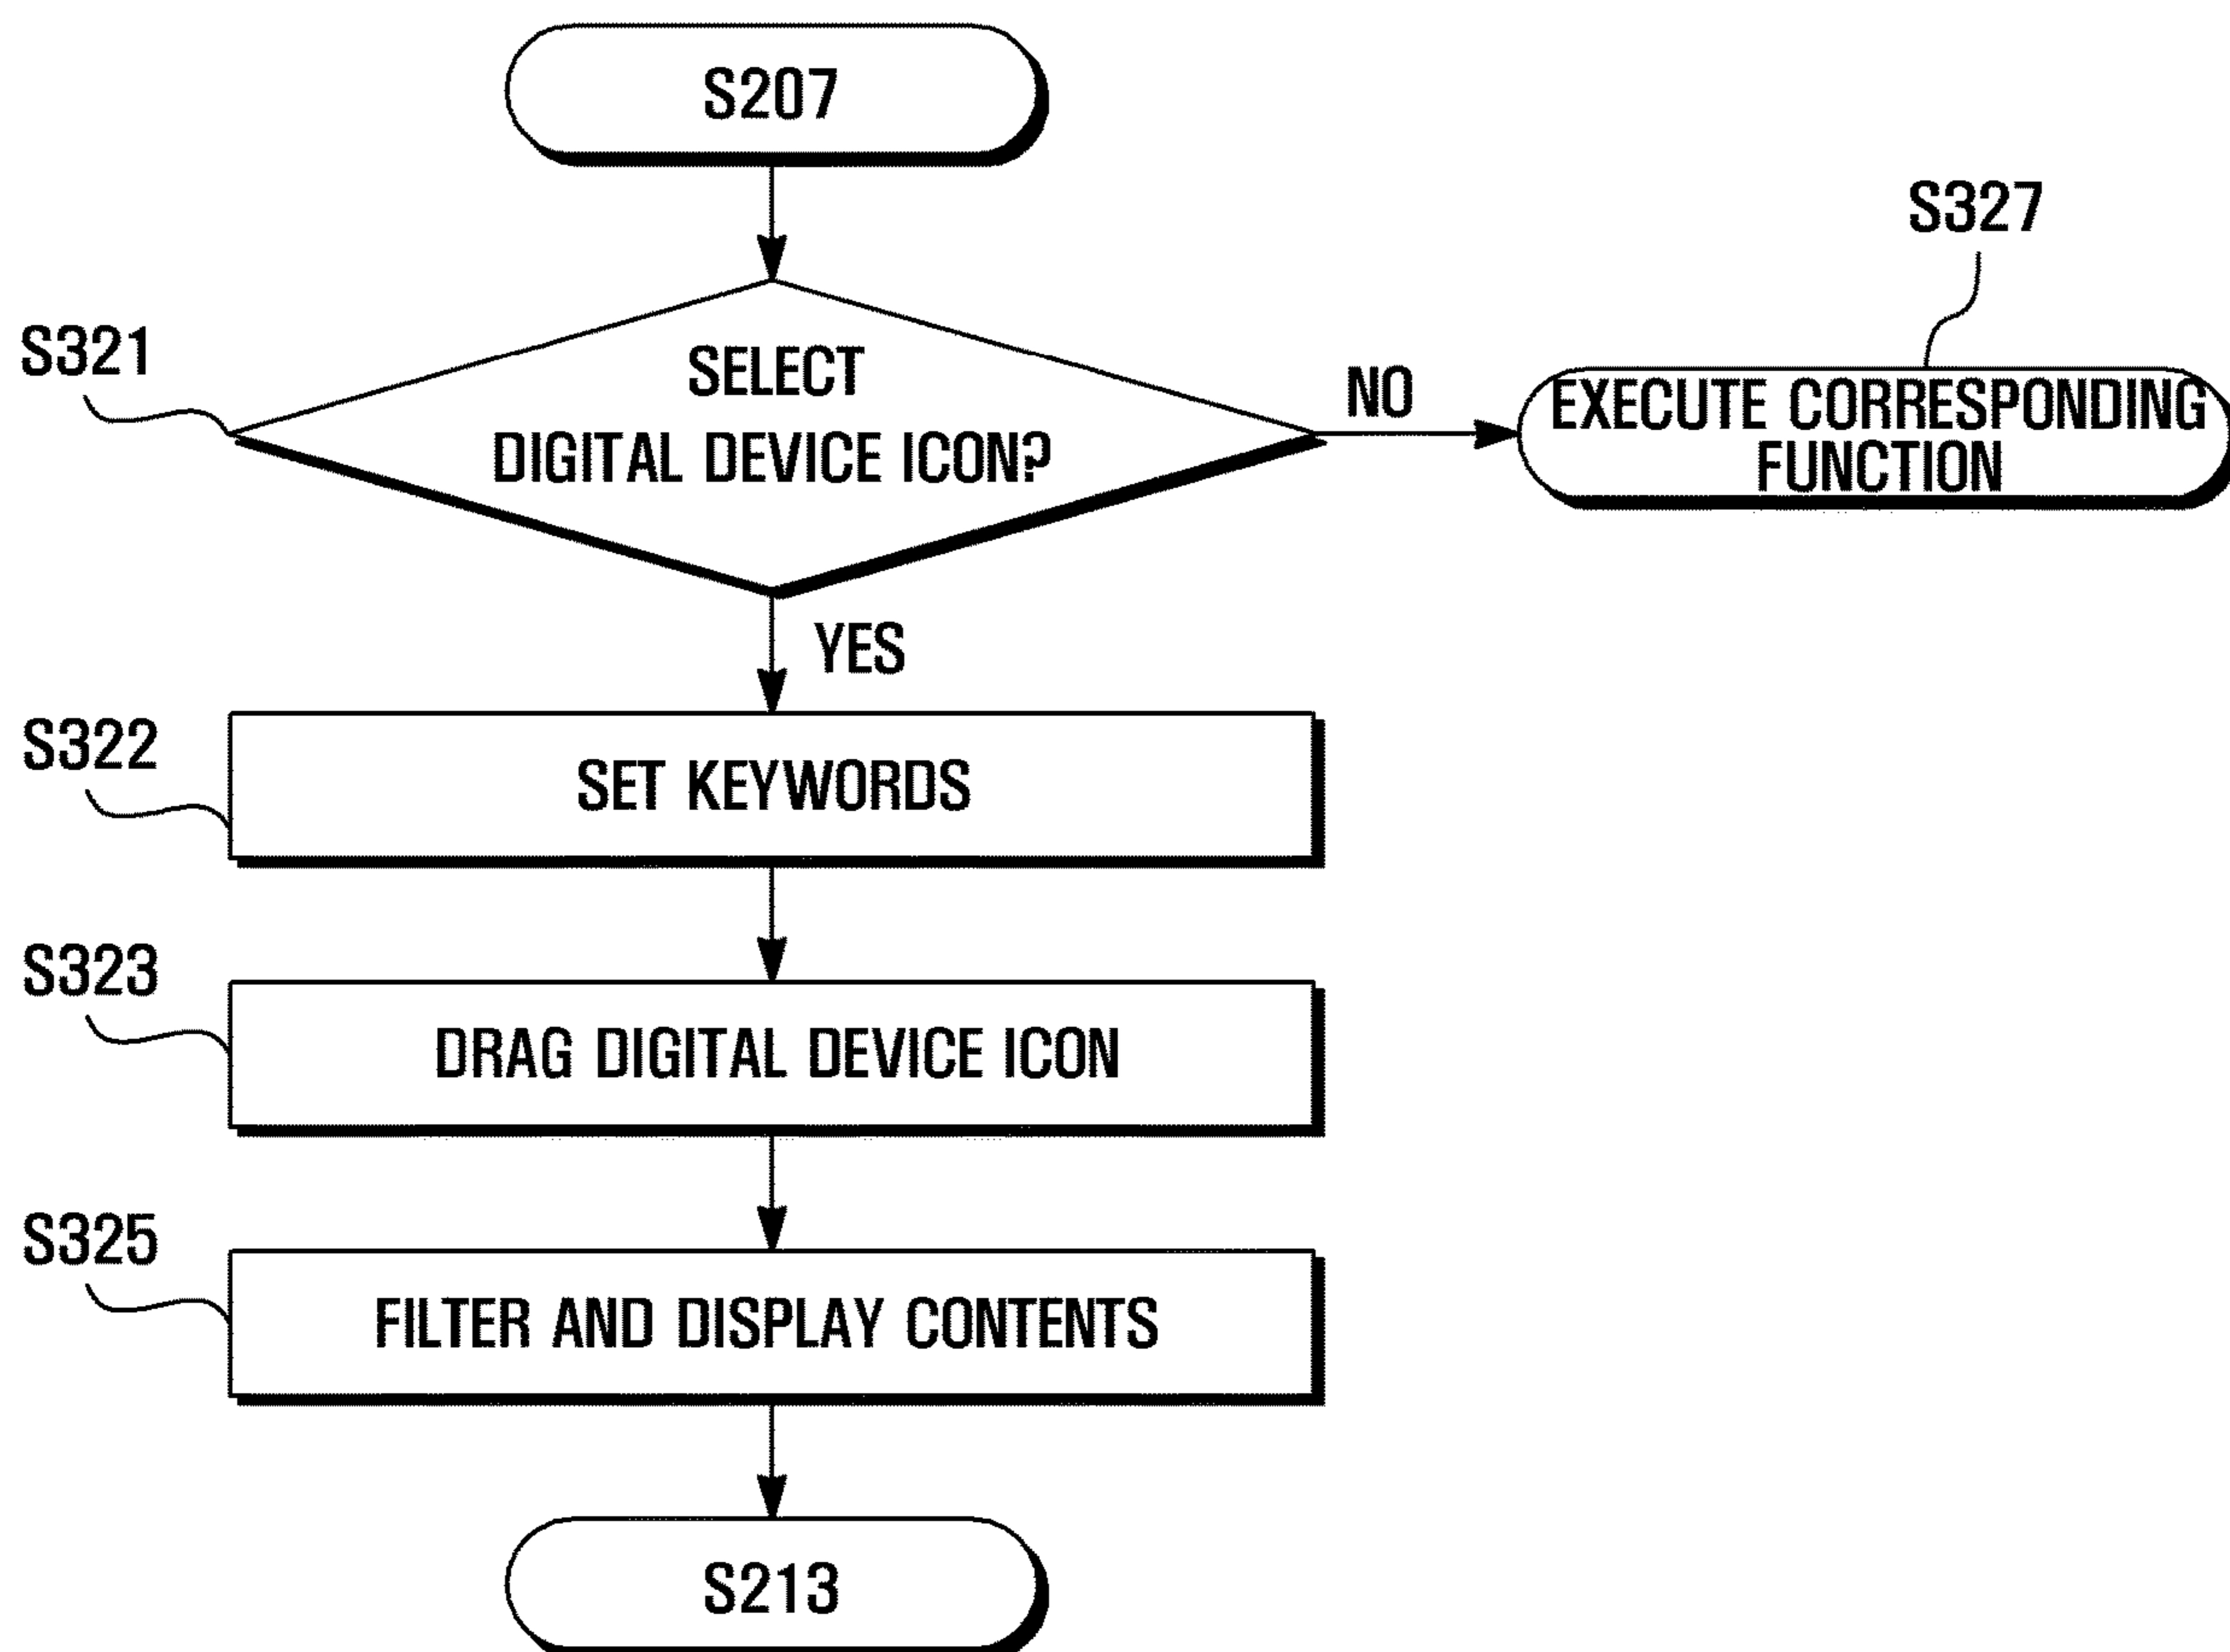 S207
S327
S321
SELECT
DIGITAL DEVICE ICON?
NO
EXECUTE CORRESPONDING
FUNCTION
YES
S322
SET KEYWORDS
S323
DRAG DIGITAL DEVICE ICON
S325
FILTER AND DISPLAY CONTENTS
S213